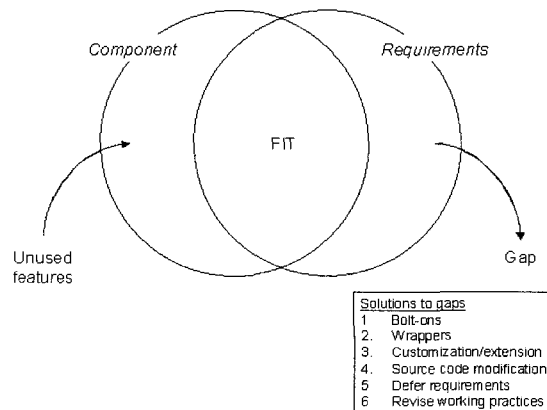 Component
Requirements
FIT
Unused
features
Gap
Solutions to gaps
1 Bolt-ons
2. Wrappers
3. Customization/extension
4. Source code modification
5 Defer requirements
6 Revise working practices